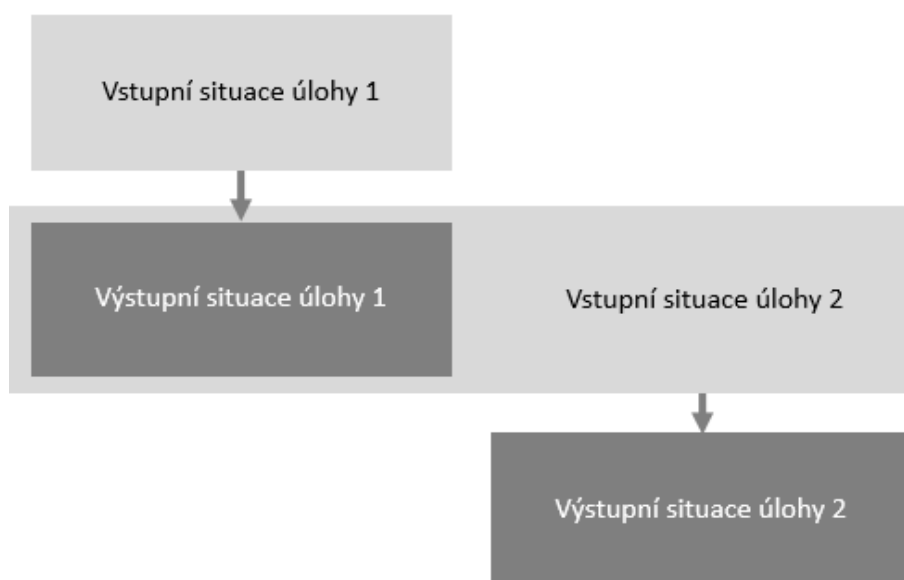 Vstupní situace úlohy 1
Výstupní situace úlohy 1
Vstupní situace úlohy 2
Výstupní situace úlohy 2